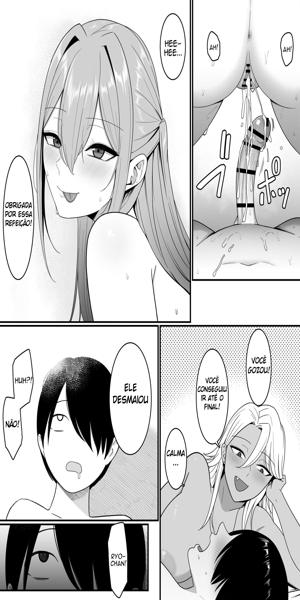 AH!
AH!
HEE-
HEE...
OBRIGADA
POR ESSA
REFEIÇÃO!
VOCÊ
GOZOU!
VOCÊ
CONSEGUIU
IR ATÉ O
FINAL!
CALMA
...
ELE
DESMAIOU
HUH?!
NÃO!
RYO-
CHAN!